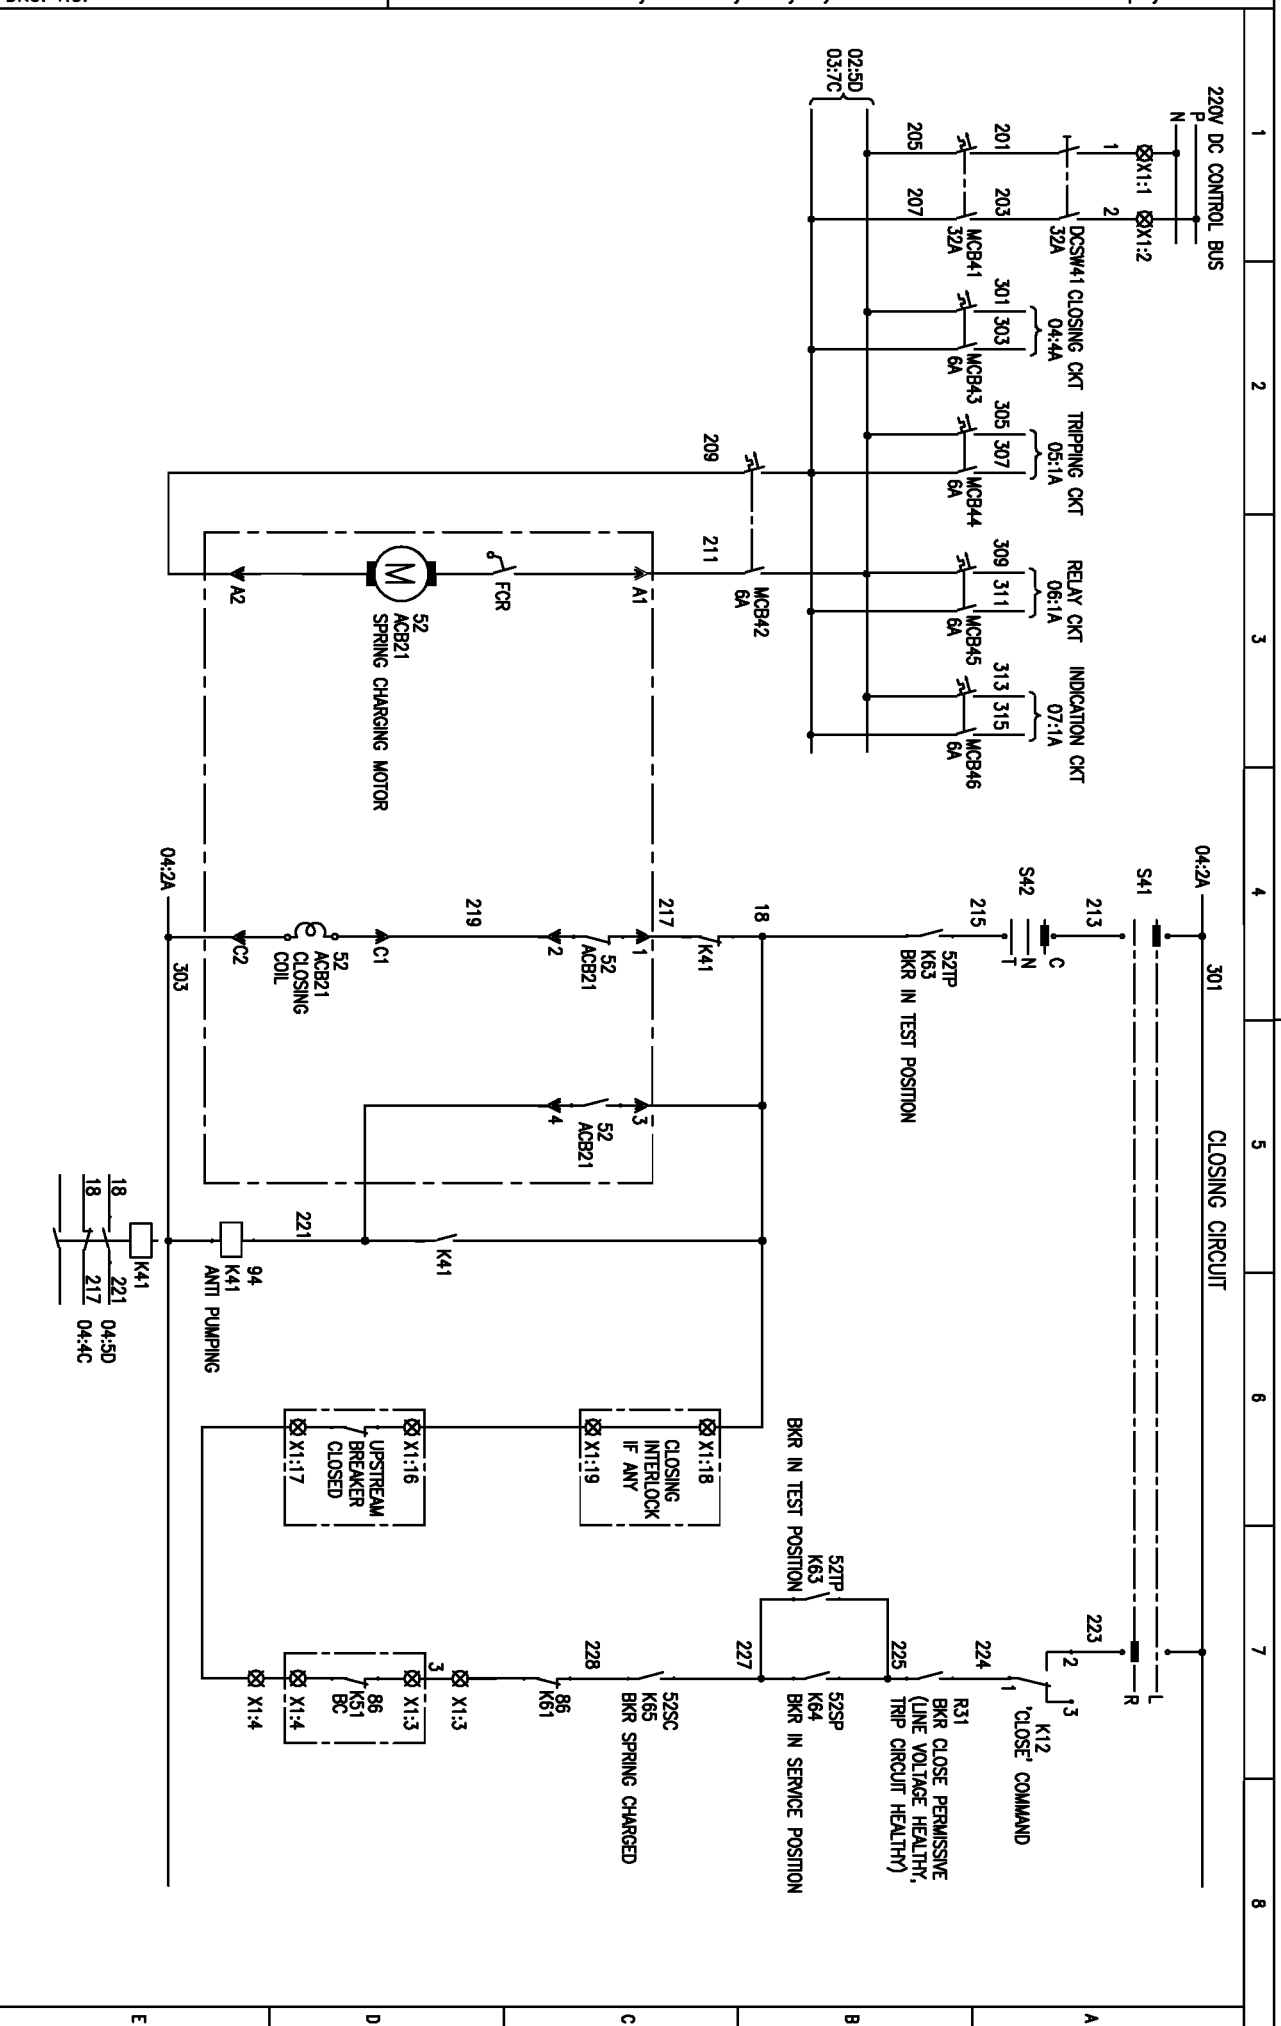 1
2
3
4
5
6
7
8
A
B
C
D
E
220V DC CONTROL BUS
P
N
X1:1
X1:2
1
2
DCSW41
32A
201
203
MCB41
32A
205
207
02:5D
03:7C
CLOSING CKT
04:4A
301
303
MCB43
6A
TRIPPING CKT
05:1A
305
307
MCB44
6A
RELAY CKT
06:1A
309
311
MCB45
6A
INDICATION CKT
07:1A
313
315
MCB46
6A
209
211
MCB42
6A
A1
FCR
M
52
ACB21
SPRING CHARGING MOTOR
A2
CLOSING CIRCUIT
04:2A
301
S41
L
R
213
S42
C
N
T
215
52TP
K63
BKR IN TEST POSITION
18
K41
217
1
52
ACB21
2
219
C1
52
ACB21
CLOSING
COIL
C2
04:2A
303
3
52
ACB21
4
K41
221
94
K41
ANTI PUMPING
K41
18
221
04:5D
18
217
04:4C
X1:18
CLOSING
INTERLOCK
IF ANY
X1:19
X1:16
UPSTREAM
BREAKER
CLOSED
X1:17
223
2
3
K12
'CLOSE' COMMAND
1
224
R31
BKR CLOSE PERMISSIVE
(LINE VOLTAGE HEALTHY,
TRIP CIRCUIT HEALTHY)
225
52TP
K63
BKR IN TEST POSITION
52SP
K64
BKR IN SERVICE POSITION
227
52SC
K65
BKR SPRING CHARGED
228
86
K61
X1:3
3
X1:3
86
K51
BC
X1:4
X1:4